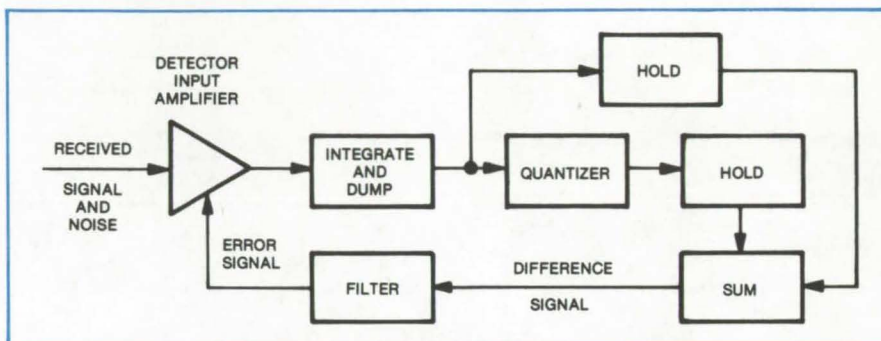 DETECTOR
INPUT
AMPLIFIER
RECEIVED
SIGNAL
AND
NOISE
INTEGRATE
AND
DUMP
HOLD
QUANTIZER
HOLD
ERROR
SIGNAL
FILTER
DIFFERENCE
SIGNAL
SUM